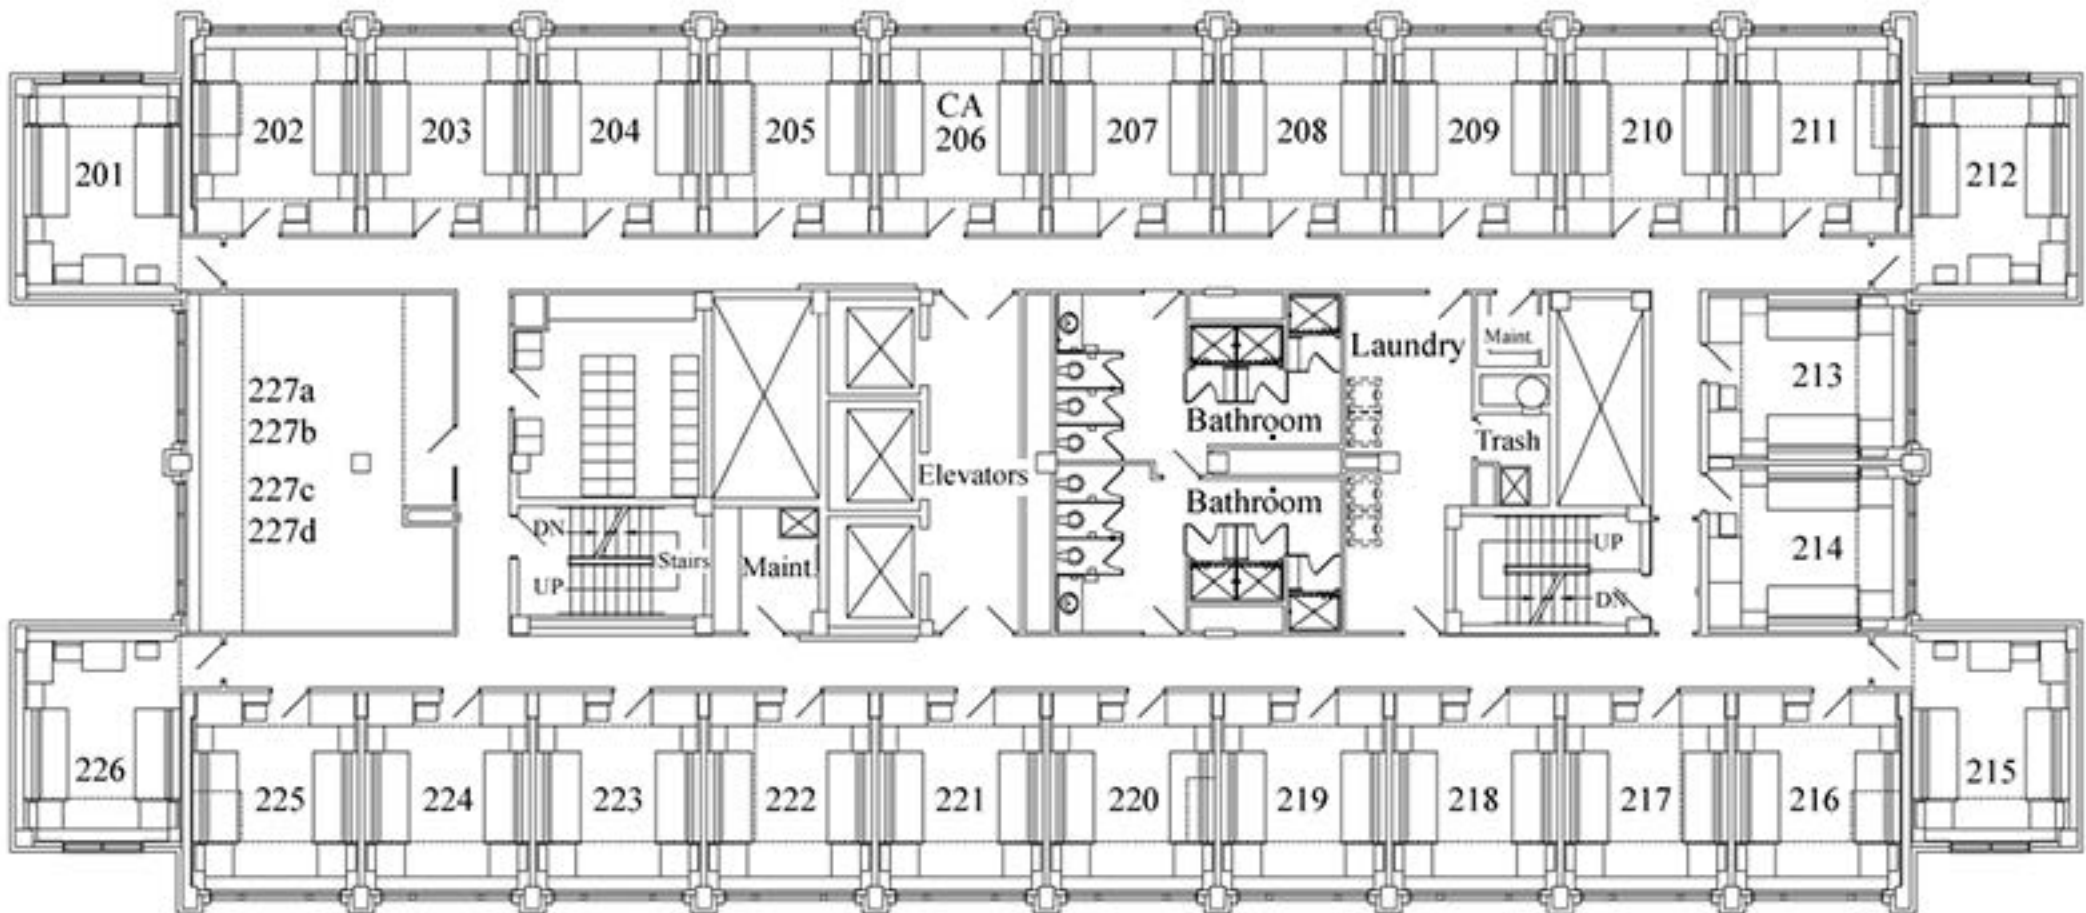 CA
202 203 204 205 206 207 208 209 210 211
201 212
Maint.
Laundry
213
227a
227b
Bathroom
Trash
Elevators
227c
Bathroom
227d
DN
UP
214
Stairs
Maint.
UP
DN
226 215
225 224 223 222 221 220 219 218 217 216